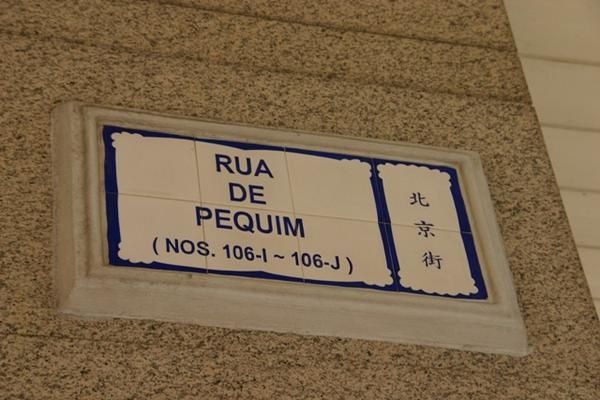 RUA
DE
PEQUIM
( NOS. 106-I ~ 106-J )
北京街